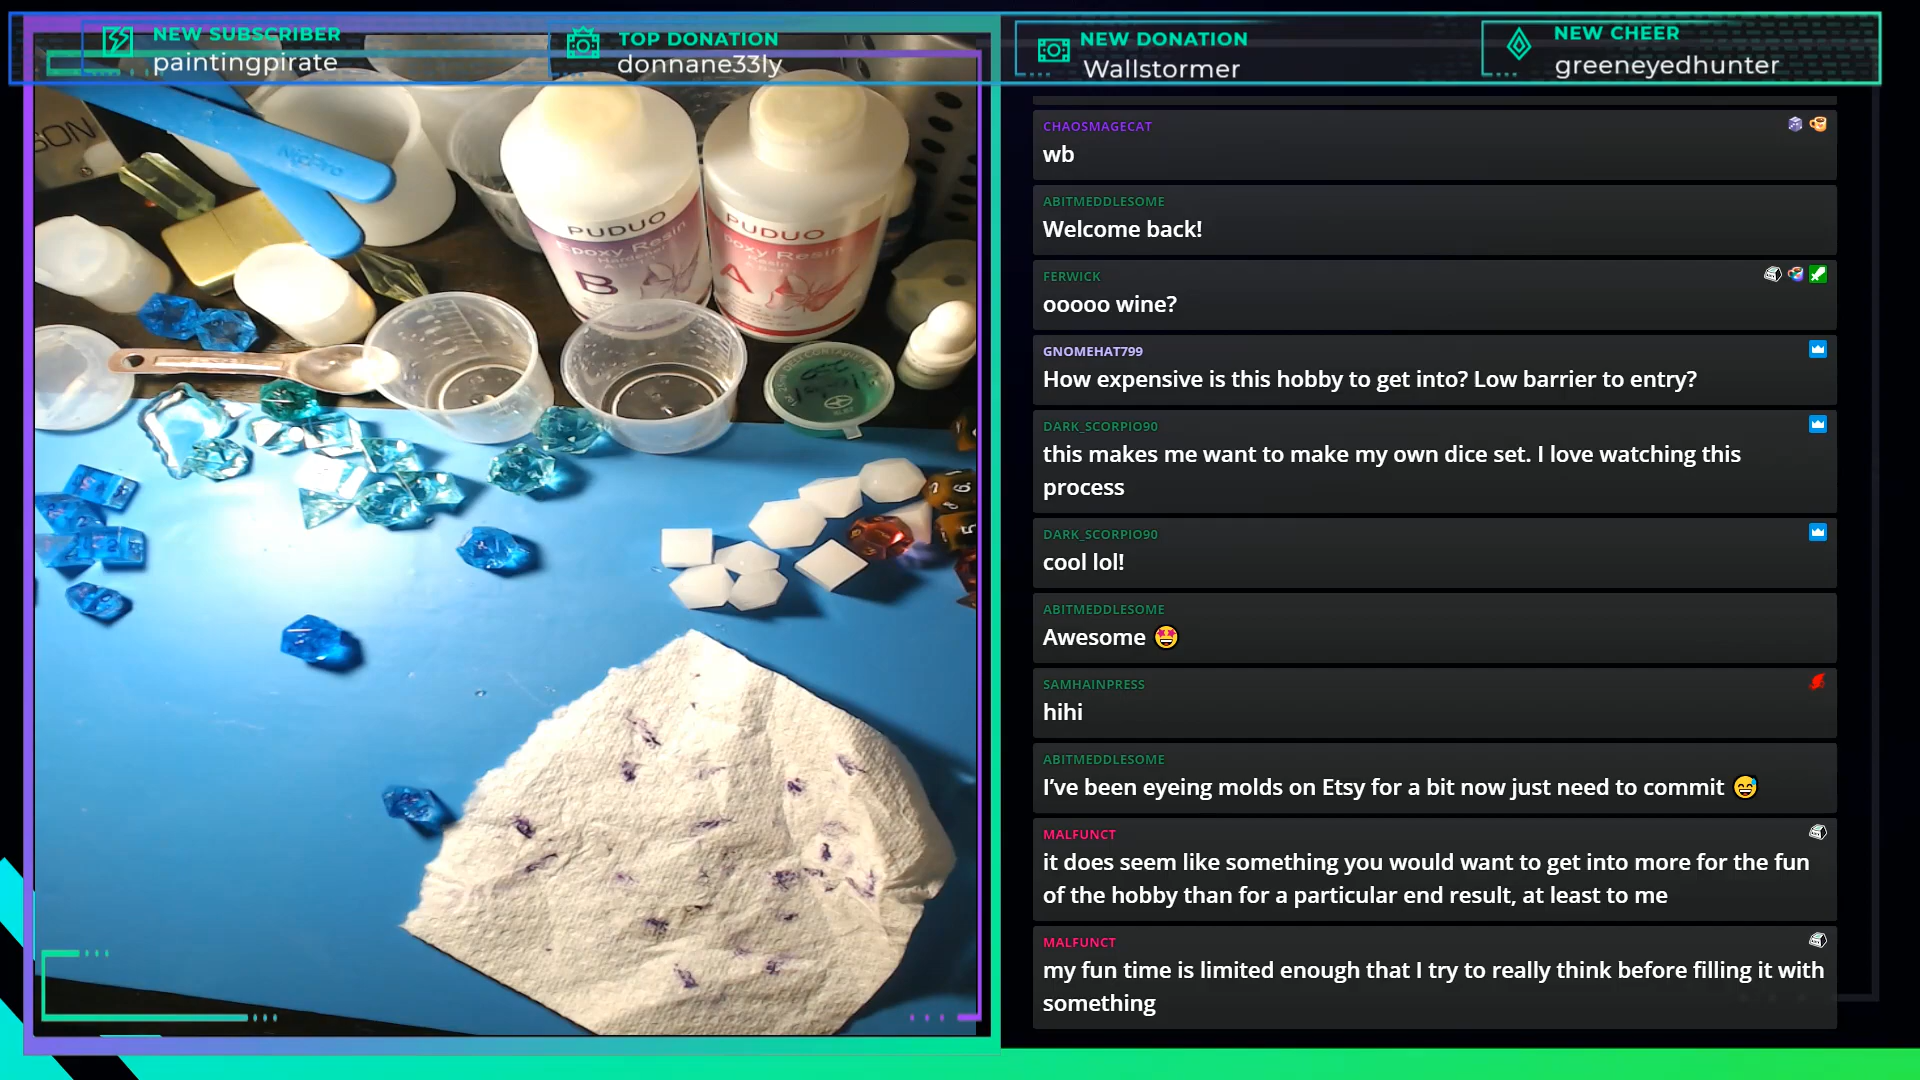 NEW SUBSCRIBER
paintingpirate
TOP DONATION
donnane33ly
NEW DONATION
Wallstormer
NEW CHEER
greeneyedhunter
PUDUO
Epoxy Resin
Hardener
B
PUDUO
Epoxy Resin
Resin
A
CHAOSMAGECAT
wb
ABITMEDDLESOME
Welcome back!
FERWICK
ooooo wine?
GNOMEHAT799
How expensive is this hobby to get into? Low barrier to entry?
DARK_SCORPIO90
this makes me want to make my own dice set. I love watching this
process
DARK_SCORPIO90
cool lol!
ABITMEDDLESOME
Awesome 🤩
SAMHAINPRESS
hihi
ABITMEDDLESOME
I’ve been eyeing molds on Etsy for a bit now just need to commit 😅
MALFUNCT
it does seem like something you would want to get into more for the fun
of the hobby than for a particular end result, at least to me
MALFUNCT
my fun time is limited enough that I try to really think before filling it with
something